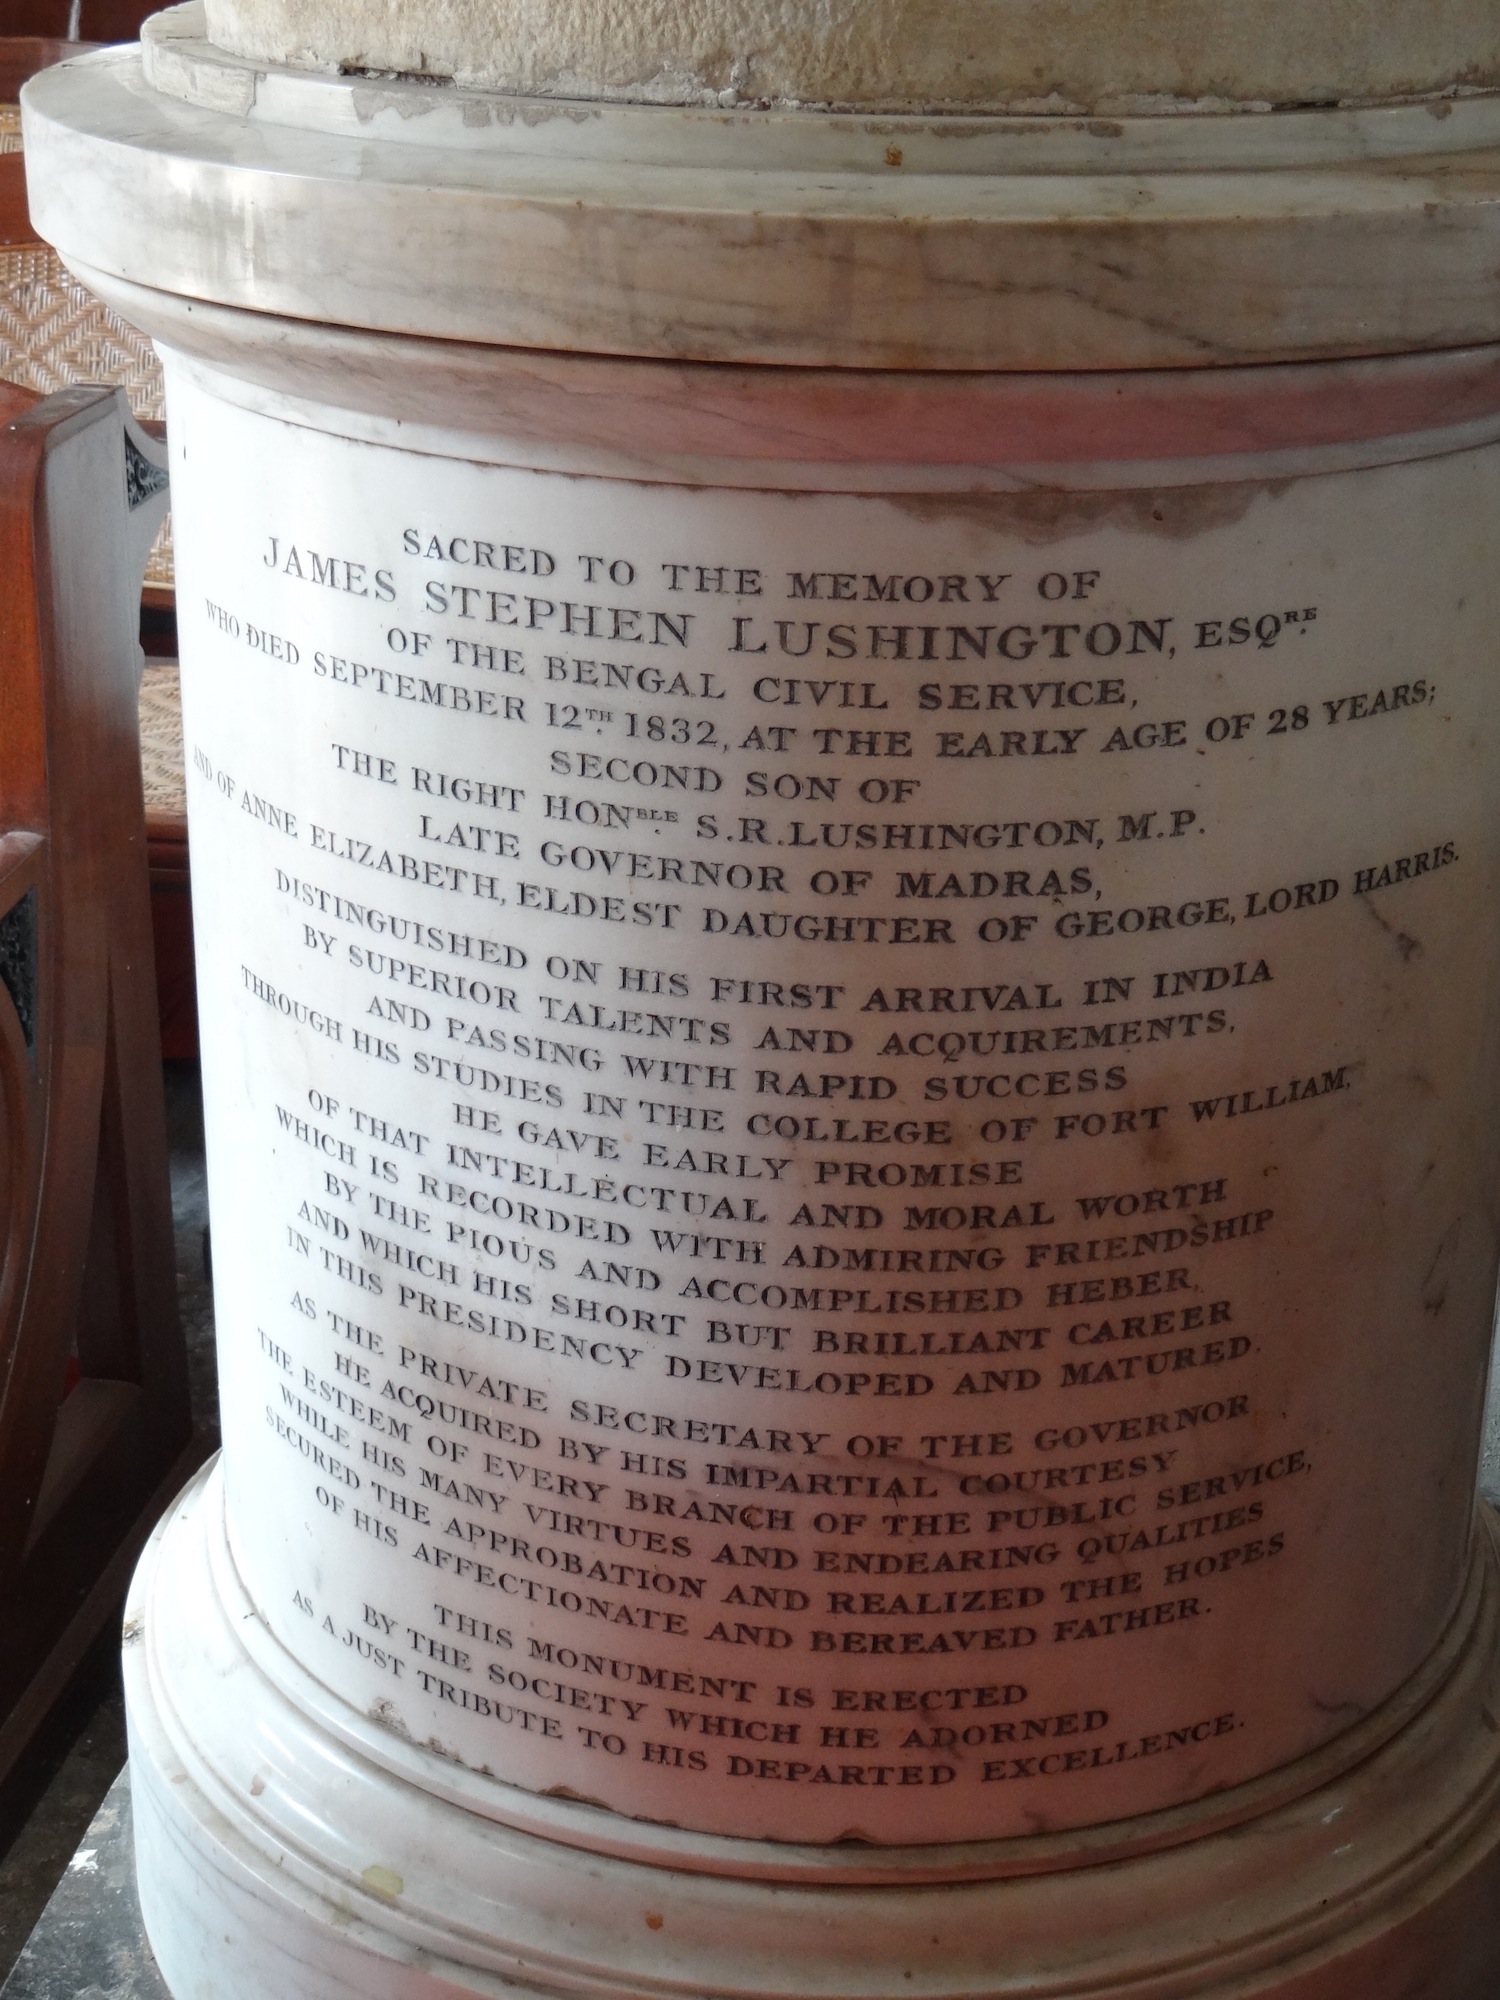 SACRED TO THE MEMORY OF
JAMES STEPHEN LUSHINGTON, ESQRE.
OF THE BENGAL CIVIL SERVICE,
WHO DIED SEPTEMBER 12TH. 1832, AT THE EARLY AGE OF 28 YEARS;
SECOND SON OF
THE RIGHT HONBLE. S.R. LUSHINGTON, M.P.
LATE GOVERNOR OF MADRAS,
AND OF ANNE ELIZABETH, ELDEST DAUGHTER OF GEORGE, LORD HARRIS.
DISTINGUISHED ON HIS FIRST ARRIVAL IN INDIA
BY SUPERIOR TALENTS AND ACQUIREMENTS,
AND PASSING WITH RAPID SUCCESS
THROUGH HIS STUDIES IN THE COLLEGE OF FORT WILLIAM,
HE GAVE EARLY PROMISE
OF THAT INTELLECTUAL AND MORAL WORTH
WHICH IS RECORDED WITH ADMIRING FRIENDSHIP
BY THE PIOUS AND ACCOMPLISHED HEBER,
AND WHICH HIS SHORT BUT BRILLIANT CAREER
IN THIS PRESIDENCY DEVELOPED AND MATURED.
AS THE PRIVATE SECRETARY OF THE GOVERNOR
HE ACQUIRED BY HIS IMPARTIAL COURTESY
THE ESTEEM OF EVERY BRANCH OF THE PUBLIC SERVICE,
WHILE HIS MANY VIRTUES AND ENDEARING QUALITIES
SECURED THE APPROBATION AND REALIZED THE HOPES
OF HIS AFFECTIONATE AND BEREAVED FATHER.
THIS MONUMENT IS ERECTED
BY THE SOCIETY WHICH HE ADORNED
AS A JUST TRIBUTE TO HIS DEPARTED EXCELLENCE.